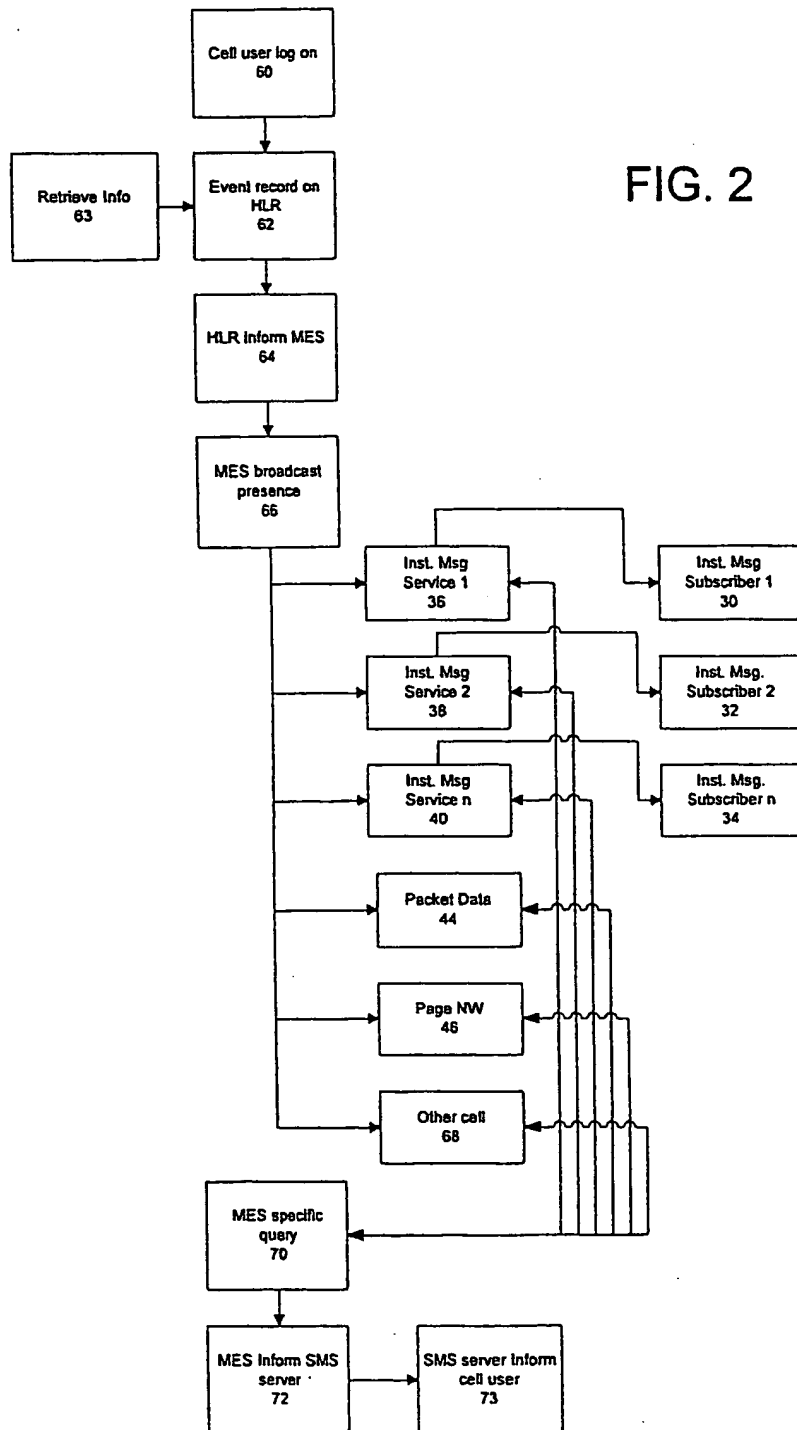 Cell user log on
60
FIG. 2
Retrieve Info
63
Event record on
HLR
62
HLR Inform MES
64
MES broadcast
presence
66
Inst. Msg
Service 1
36
Inst. Msg
Subscriber 1
30
Inst. Msg
Service 2
38
Inst. Msg.
Subscriber 2
32
Inst. Msg
Service n
40
Inst. Msg.
Subscriber n
34
Packet Data
44
Page NW
46
Other cell
68
MES specific
query
70
MES Inform SMS
server
72
SMS server Inform
cell user
73